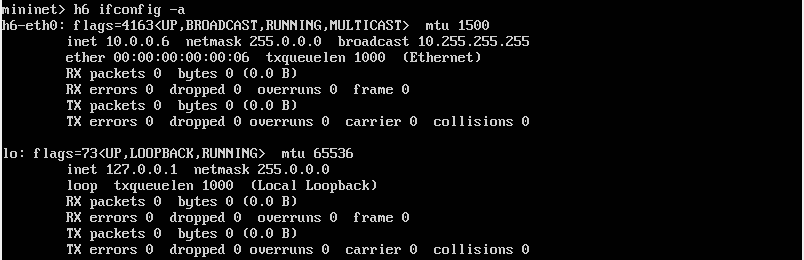 mininet> h6 ifconfig -a
h6-eth0: flags=4163<UP,BROADCAST,RUNNING,MULTICAST>  mtu 1500
        inet 10.0.0.6  netmask 255.0.0.0  broadcast 10.255.255.255
        ether 00:00:00:00:00:06  txqueuelen 1000  (Ethernet)
        RX packets 0  bytes 0 (0.0 B)
        RX errors 0  dropped 0  overruns 0  frame 0
        TX packets 0  bytes 0 (0.0 B)
        TX errors 0  dropped 0 overruns 0  carrier 0  collisions 0

lo: flags=73<UP,LOOPBACK,RUNNING>  mtu 65536
        inet 127.0.0.1  netmask 255.0.0.0
        loop  txqueuelen 1000  (Local Loopback)
        RX packets 0  bytes 0 (0.0 B)
        RX errors 0  dropped 0  overruns 0  frame 0
        TX packets 0  bytes 0 (0.0 B)
        TX errors 0  dropped 0 overruns 0  carrier 0  collisions 0